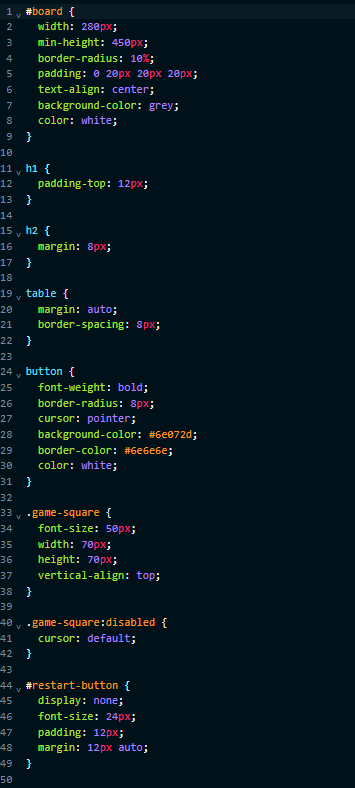 1 #board {
2 width: 280px;
3 min-height: 450px;
4 border-radius: 10%;
5 padding: 0 20px 20px 20px;
6 text-align: center;
7 background-color: grey;
8 color: white;
9 }
10
11 h1 {
12 padding-top: 12px;
13 }
14
15 h2 {
16 margin: 8px;
17 }
18
19 table {
20 margin: auto;
21 border-spacing: 8px;
22 }
23
24 button {
25 font-weight: bold;
26 border-radius: 8px;
27 cursor: pointer;
28 background-color: #6e072d;
29 border-color: #6e6e6e;
30 color: white;
31 }
32
33 .game-square {
34 font-size: 50px;
35 width: 70px;
36 height: 70px;
37 vertical-align: top;
38 }
39
40 .game-square:disabled {
41 cursor: default;
42 }
43
44 #restart-button {
45 display: none;
46 font-size: 24px;
47 padding: 12px;
48 margin: 12px auto;
49 }
50